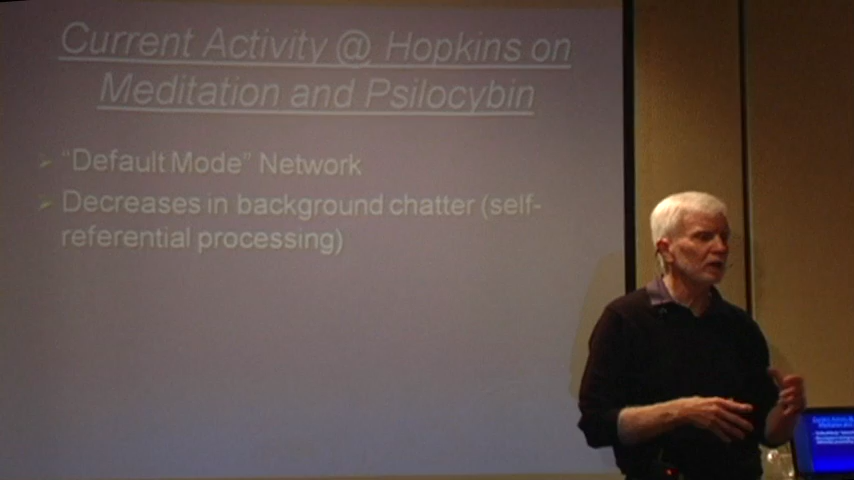 Current Activity @ Hopkins on
Meditation and Psilocybin
➢ "Default Mode" Network
➢ Decreases in background chatter (self-
referential processing)